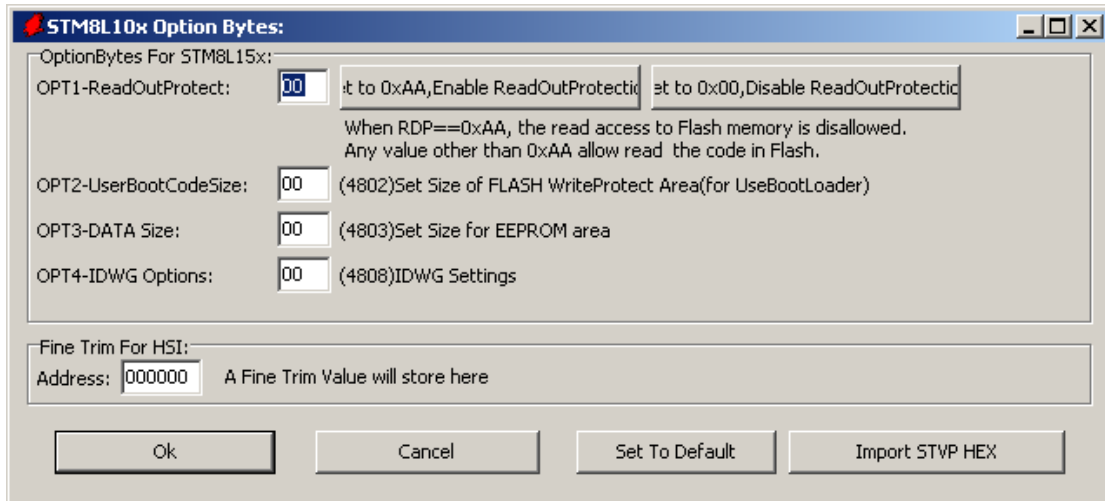 STM8L10x Option Bytes:
OptionBytes For STM8L15x:
OPT1-ReadOutProtect: 00 et to 0xAA,Enable ReadOutProtectic et to 0x00,Disable ReadOutProtectic
When RDP==0xAA, the read access to Flash memory is disallowed.
Any value other than 0xAA allow read the code in Flash.
OPT2-UserBootCodeSize: 00 (4802)Set Size of FLASH WriteProtect Area(for UseBootLoader)
OPT3-DATA Size: 00 (4803)Set Size for EEPROM area
OPT4-IDWG Options: 00 (4808)IDWG Settings
Fine Trim For HSI:
Address: 000000 A Fine Trim Value will store here
Ok Cancel Set To Default Import STVP HEX